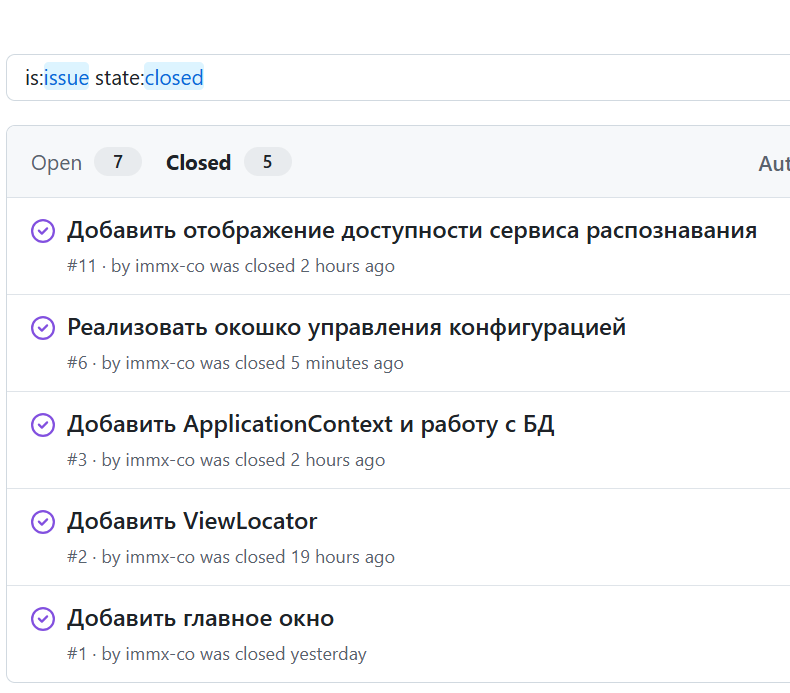 is:issue state:closed
Open 7 Closed 5 Aut
Добавить отображение доступности сервиса распознавания
#11 · by immx-co was closed 2 hours ago
Реализовать окошко управления конфигурацией
#6 · by immx-co was closed 5 minutes ago
Добавить ApplicationContext и работу с БД
#3 · by immx-co was closed 2 hours ago
Добавить ViewLocator
#2 · by immx-co was closed 19 hours ago
Добавить главное окно
#1 · by immx-co was closed yesterday